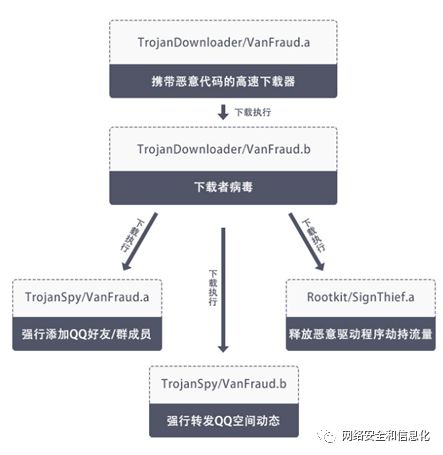 TrojanDownloader/VanFraud.a
携带恶意代码的高速下载器
下载执行
TrojanDownloader/VanFraud.b
下载者病毒
下载执行
下载执行
下载执行
TrojanSpy/VanFraud.a
强行添加QQ好友/群成员
Rootkit/SignThief.a
释放恶意驱动程序劫持流量
TrojanSpy/VanFraud.b
强行转发QQ空间动态
网络安全和信息化